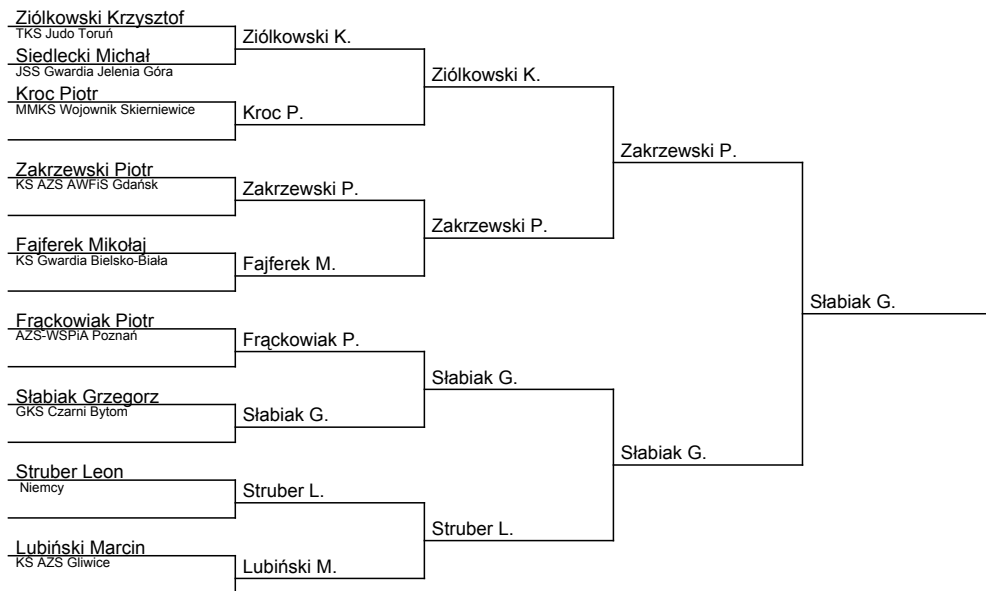 Ziólkowski Krzysztof
TKS Judo Toruń
Siedlecki Michał
JSS Gwardia Jelenia Góra
Kroc Piotr
MMKS Wojownik Skierniewice
Zakrzewski Piotr
KS AZS AWFiS Gdańsk
Fajferek Mikołaj
KS Gwardia Bielsko-Biała
Frąckowiak Piotr
AZS-WSPiA Poznań
Słabiak Grzegorz
GKS Czarni Bytom
Struber Leon
Niemcy
Lubiński Marcin
KS AZS Gliwice
Ziólkowski K.
Kroc P.
Zakrzewski P.
Fajferek M.
Frąckowiak P.
Słabiak G.
Struber L.
Lubiński M.
Ziólkowski K.
Zakrzewski P.
Słabiak G.
Struber L.
Zakrzewski P.
Słabiak G.
Słabiak G.